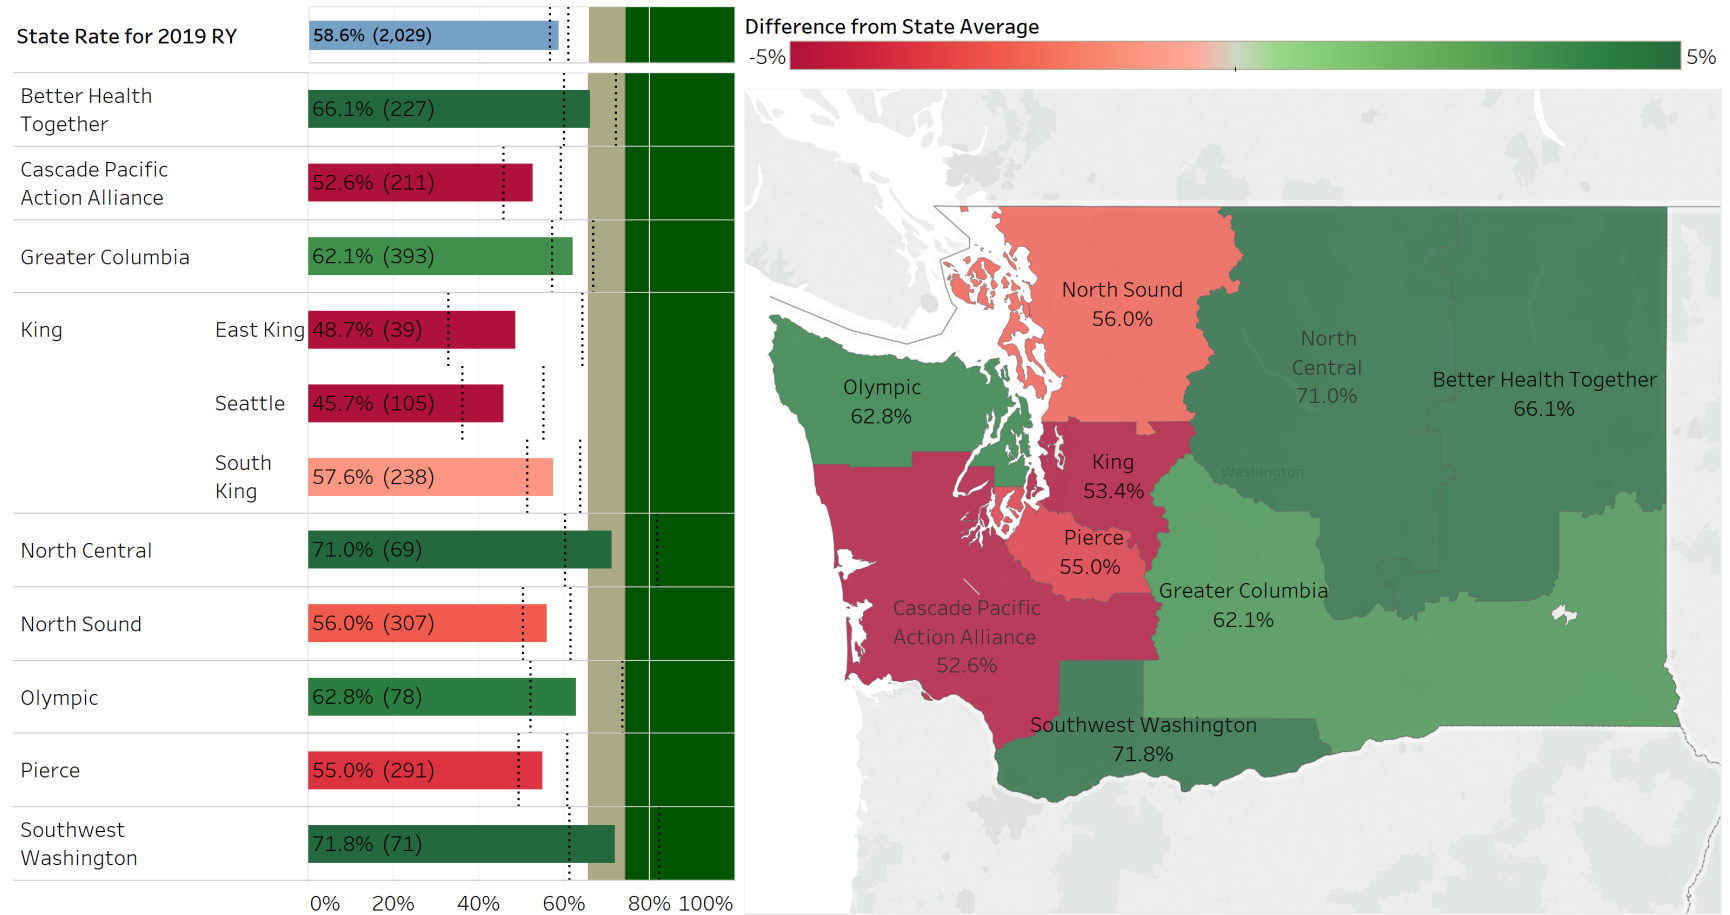 State Rate for 2019 RY
58.6% (2,029)
Better Health
Together
66.1% (227)
Cascade Pacific
Action Alliance
52.6% (211)
Greater Columbia
62.1% (393)
King
East King
48.7% (39)
Seattle
45.7% (105)
South
King
57.6% (238)
North Central
71.0% (69)
North Sound
56.0% (307)
Olympic
62.8% (78)
Pierce
55.0% (291)
Southwest
Washington
71.8% (71)
0% 20% 40% 60% 80% 100%
Difference from State Average
-5% 5%
North Sound
56.0%
North
Central
71.0%
Better Health Together
66.1%
Olympic
62.8%
King
53.4%
Washington
Pierce
55.0%
Greater Columbia
62.1%
Cascade Pacific
Action Alliance
52.6%
Southwest Washington
71.8%